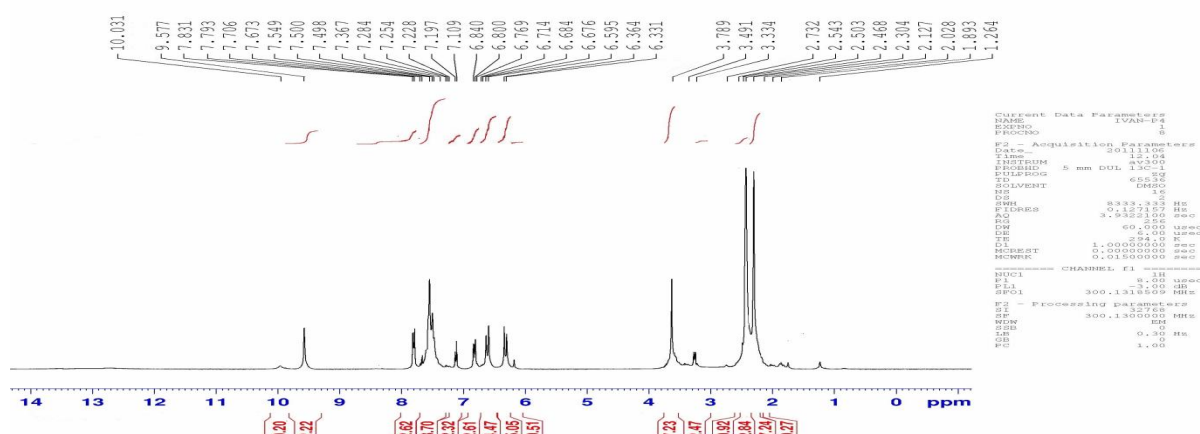 10.031
9.577
7.831
7.793
7.706
7.673
7.549
7.500
7.498
7.367
7.284
7.254
7.228
7.197
7.109
6.840
6.800
6.769
6.714
6.684
6.676
6.595
6.364
6.331
3.789
3.491
3.334
2.732
2.543
2.503
2.468
2.304
2.127
2.028
1.893
1.264
Current Data Parameters
NAME IVAN-P4
EXPNO 1
PROCNO 8
F2 - Acquisition Parameters
Date_ 20111106
Time 12.04
INSTRUM av300
PROBHD 5 mm DUL 13C-1
PULPROG zg
TD 65536
SOLVENT DMSO
NS 16
DS 2
SWH 8333.333 Hz
FIDRES 0.127157 Hz
AQ 3.9322100 sec
RG 256
DW 60.000 usec
DE 6.00 usec
TE 294.0 K
D1 1.00000000 sec
MCREST 0.00000000 sec
MCWRK 0.01500000 sec
======== CHANNEL f1 ========
NUC1 1H
P1 8.00 usec
PL1 -3.00 dB
SFO1 300.1318509 MHz
F2 - Processing parameters
SI 32768
SF 300.1300000 MHz
WDW EM
SSB 0
LB 0.30 Hz
GB 0
PC 1.00
14 13 12 11 10 9 8 7 6 5 4 3 2 1 0 ppm